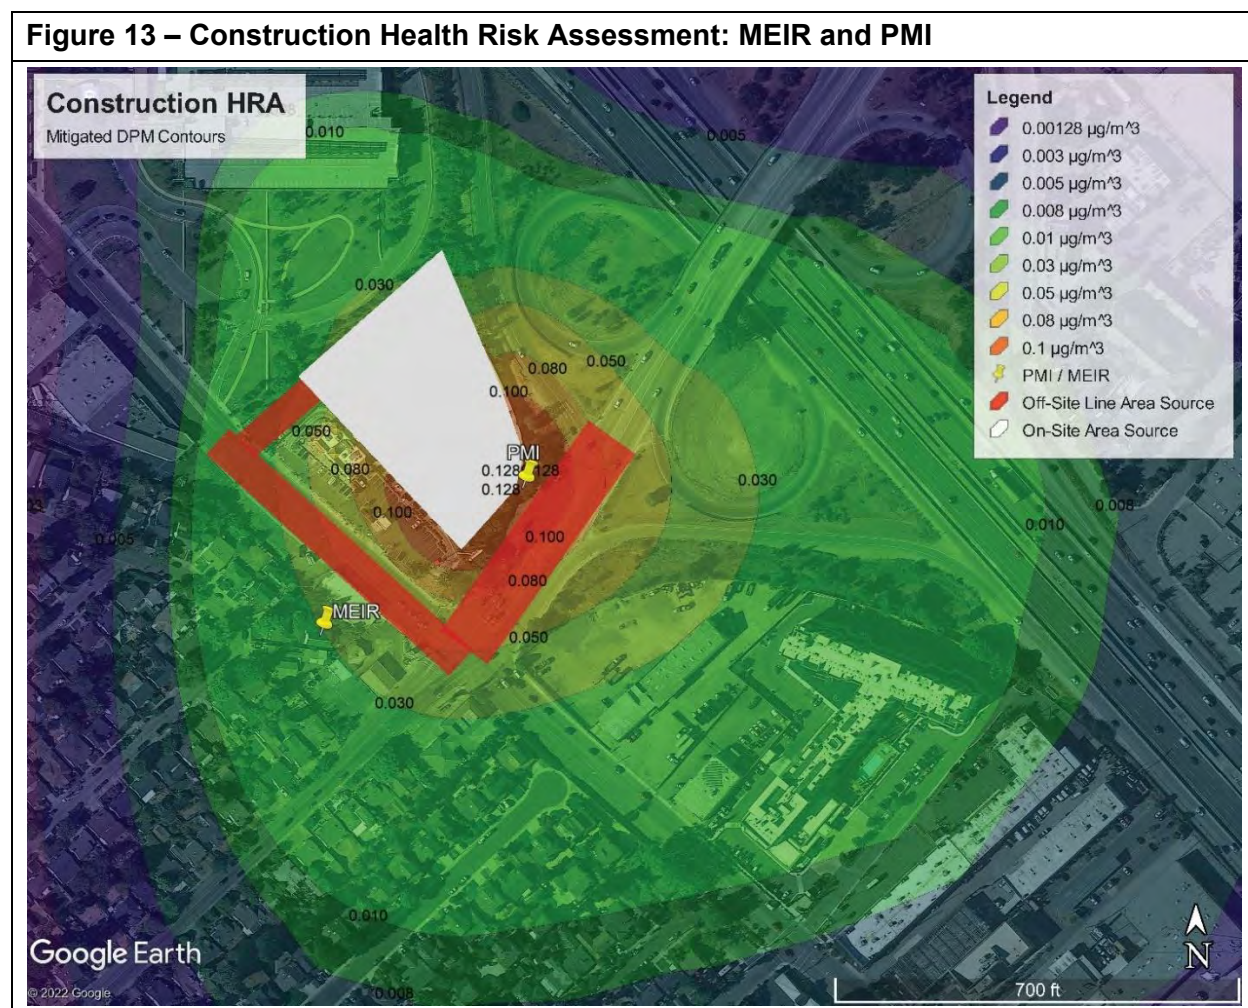 Figure 13 – Construction Health Risk Assessment: MEIR and PMI
Construction HRA
Mitigated DPM Contours
Legend
0.00128 µg/m^3
0.003 µg/m^3
0.005 µg/m^3
0.008 µg/m^3
0.01 µg/m^3
0.03 µg/m^3
0.05 µg/m^3
0.08 µg/m^3
0.1 µg/m^3
PMI / MEIR
Off-Site Line Area Source
On-Site Area Source
0.010
0.005
0.030
0.080
0.050
0.100
0.050
PMI
0.080
0.128
128
0.030
0.128
0.100
0.008
0.010
0.100
0.005
0.080
MEIR
0.050
0.030
0.010
0.008
Google Earth
© 2022 Google
N
700 ft